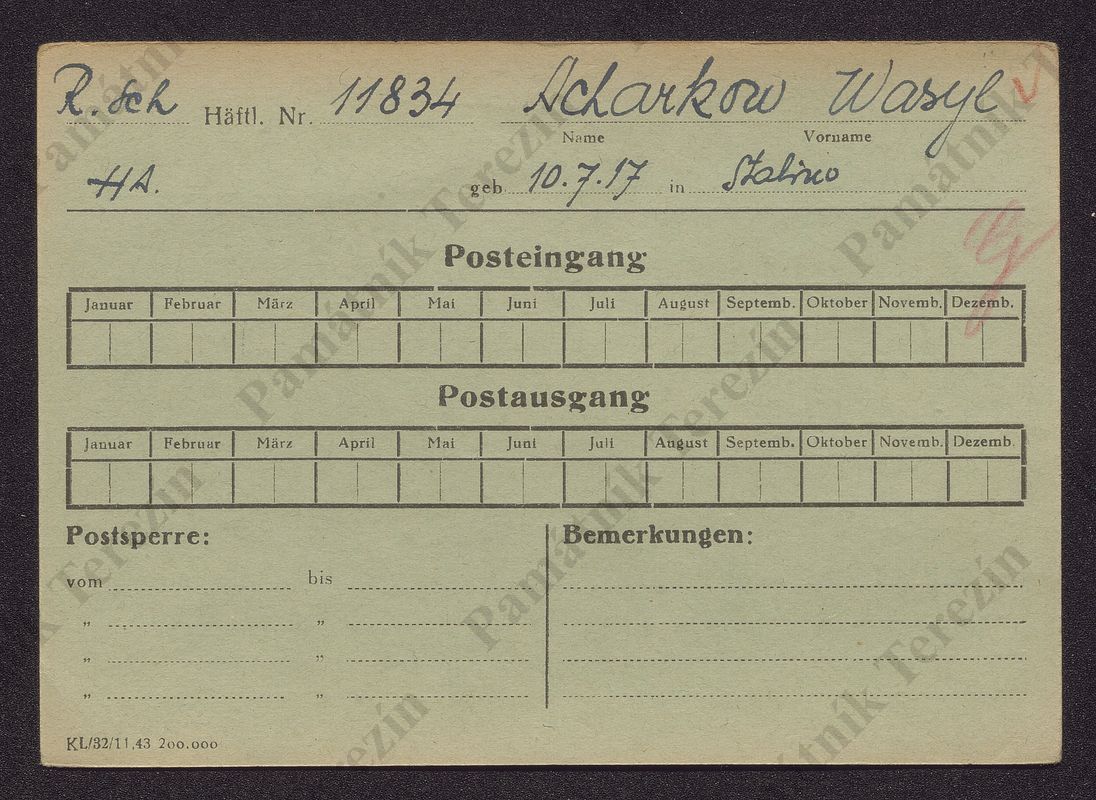 R. Sch Häftl. Nr. 11834 Acharkow Wasyl
Name Vorname
geb. 10.7.17 in Stalino
Posteingang
Januar Februar März April Mai Juni Juli August Septemb. Oktober Novemb. Dezemb.
Postausgang
Januar Februar März April Mai Juni Juli August Septemb. Oktober Novemb. Dezemb.
Postsperre: Bemerkungen:
vom bis
„ „
„ „
„ „
KL/32/11.43 200.000
Památník Terezín